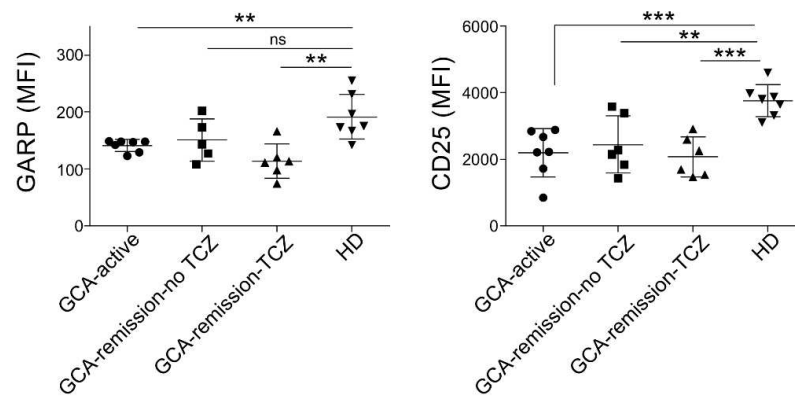 **
ns
**
300
200
100
0
GARP (MFI)
GCA-active
GCA-remission-no TCZ
GCA-remission-TCZ
HD
***
**
***
6000
4000
2000
0
CD25 (MFI)
GCA-active
GCA-remission-no TCZ
GCA-remission-TCZ
HD